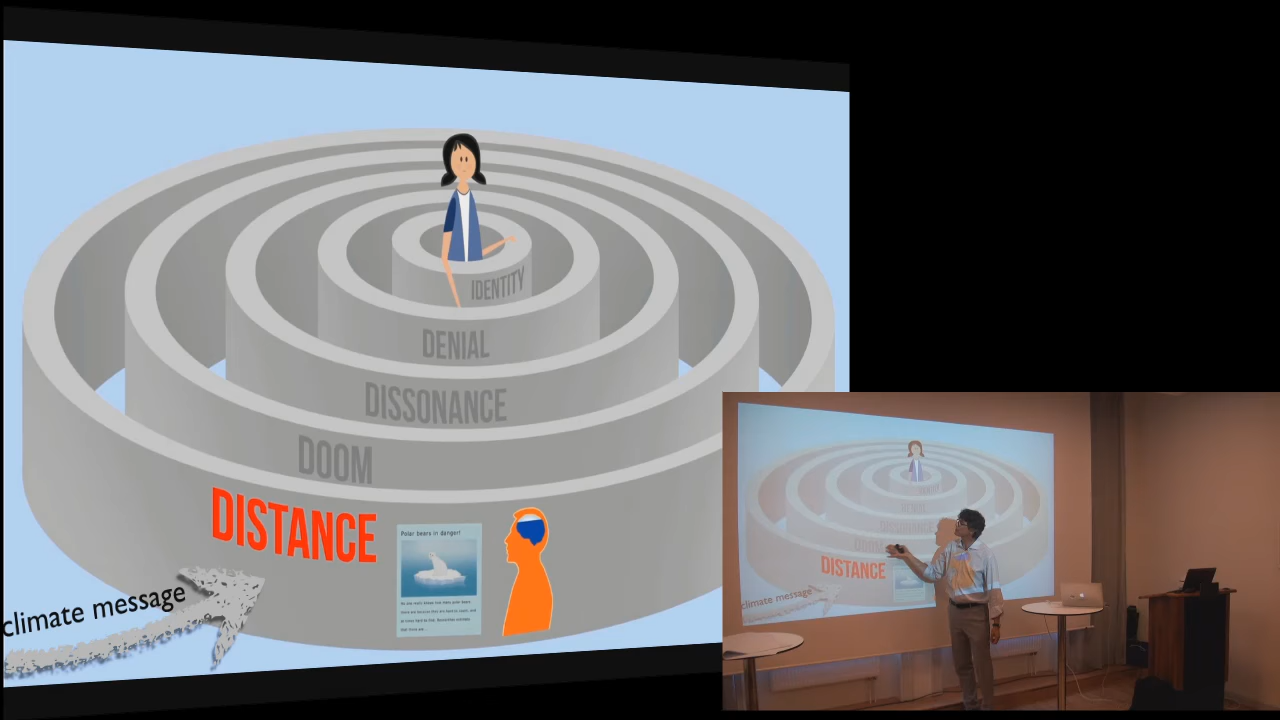 IDENTITY
DENIAL
DISSONANCE
DOOM
DISTANCE
Polar bears in danger!
climate message
DISTANCE
climate message